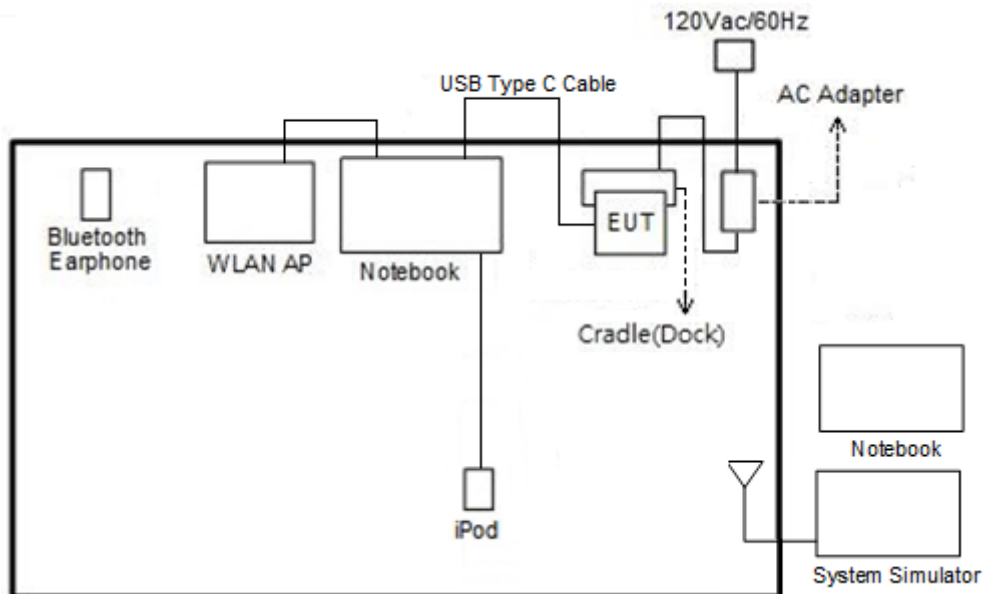 120Vac/60Hz
USB Type C Cable
AC Adapter
EUT
Bluetooth
Earphone
WLAN AP
Notebook
Cradle(Dock)
Notebook
iPod
System Simulator